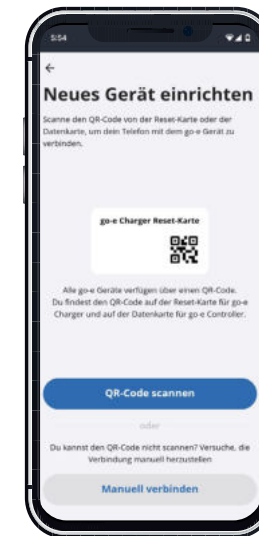 5:54
Neues Gerät einrichten
Scanne den QR-Code von der Reset-Karte oder der
Datenkarte, um dein Telefon mit dem go-e Gerät zu
verbinden.
go-e Charger Reset-Karte
Alle go-e Geräte verfügen über einen QR-Code.
Du findest den QR-Code auf der Reset-Karte für go-e
Charger und auf der Datenkarte für go-e Controller.
QR-Code scannen
oder
Du kannst den QR-Code nicht scannen? Versuche, die
Verbindung manuell herzustellen
Manuell verbinden